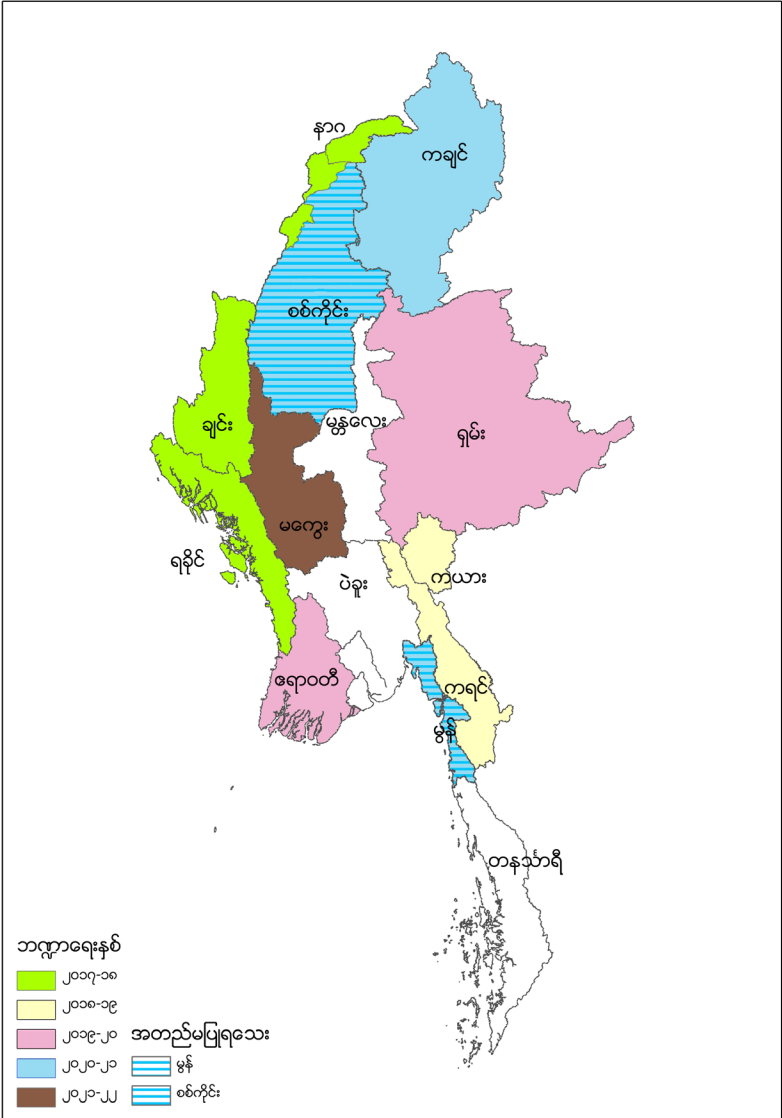 နာဂ
ကချင်
စစ်ကိုင်း
ချင်း
မန္တလေး
ရှမ်း
မကွေး
ရခိုင်
ပဲခူး
ကယား
ဧရာဝတီ
ကရင်
မွန်
တနင်္သာရီ
ဘဏ္ဍာရေးနှစ်
၂၀၁၇-၁၈
၂၀၁၈-၁၉
၂၀၁၉-၂၀ အတည်မပြုရသေး
၂၀၂၀-၂၁ မွန်
၂၀၂၁-၂၂ စစ်ကိုင်း